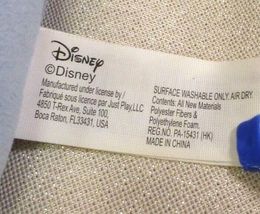 Disney
©Disney
Manufactured under license by /
Fabriqué sous licence par Just Play,LLC
4850 T-Rex Ave, Suite 100,
Boca Raton, FL33431, USA
SURFACE WASHABLE ONLY. AIR DRY.
Contents: All New Materials
Polyester Fibers &
Polyethylene Foam.
REG.NO. PA-15431 (HK)
MADE IN CHINA